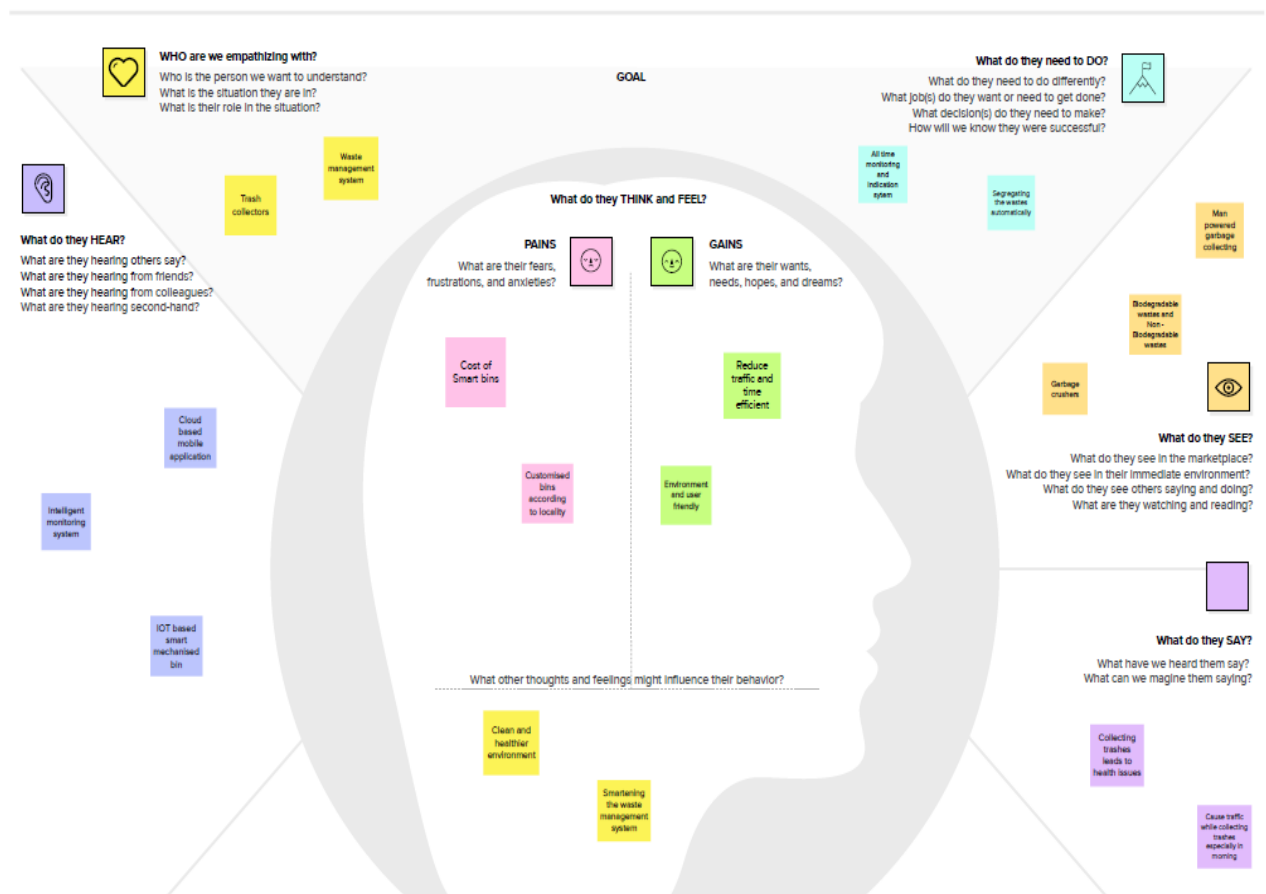 WHO are we empathizing with?
Who is the person we want to understand?
What is the situation they are in?
What is their role in the situation?
GOAL
What do they need to DO?
What do they need to do differently?
What job(s) do they want or need to get done?
What decision(s) do they need to make?
How will we know they were successful?
Trash
collectors
Waste
management
system
All time
monitoring
and
indication
sytem
Segregating
the wastes
automatically
What do they HEAR?
What are they hearing others say?
What are they hearing from friends?
What are they hearing from colleagues?
What are they hearing second-hand?
Cloud
based
mobile
application
Intelligent
monitoring
system
IOT based
smart
mechanised
bin
What do they THINK and FEEL?
PAINS
What are their fears,
frustrations, and anxieties?
GAINS
What are their wants,
needs, hopes, and dreams?
Cost of
Smart bins
Customised
bins
according
to locality
Reduce
traffic and
time
efficient
Environment
and user
friendly
What other thoughts and feelings might influence their behavior?
Clean and
healthier
environment
Smartening
the waste
management
system
Man
powered
garbage
collecting
Biodegradable
wastes and
Non -
Biodegradable
wastes
Garbage
crushers
What do they SEE?
What do they see in the marketplace?
What do they see in their immediate environment?
What do they see others saying and doing?
What are they watching and reading?
What do they SAY?
What have we heard them say?
What can we magine them saying?
Collecting
trashes
leads to
health issues
Cause traffic
while collecting
trashes
especially in
morning